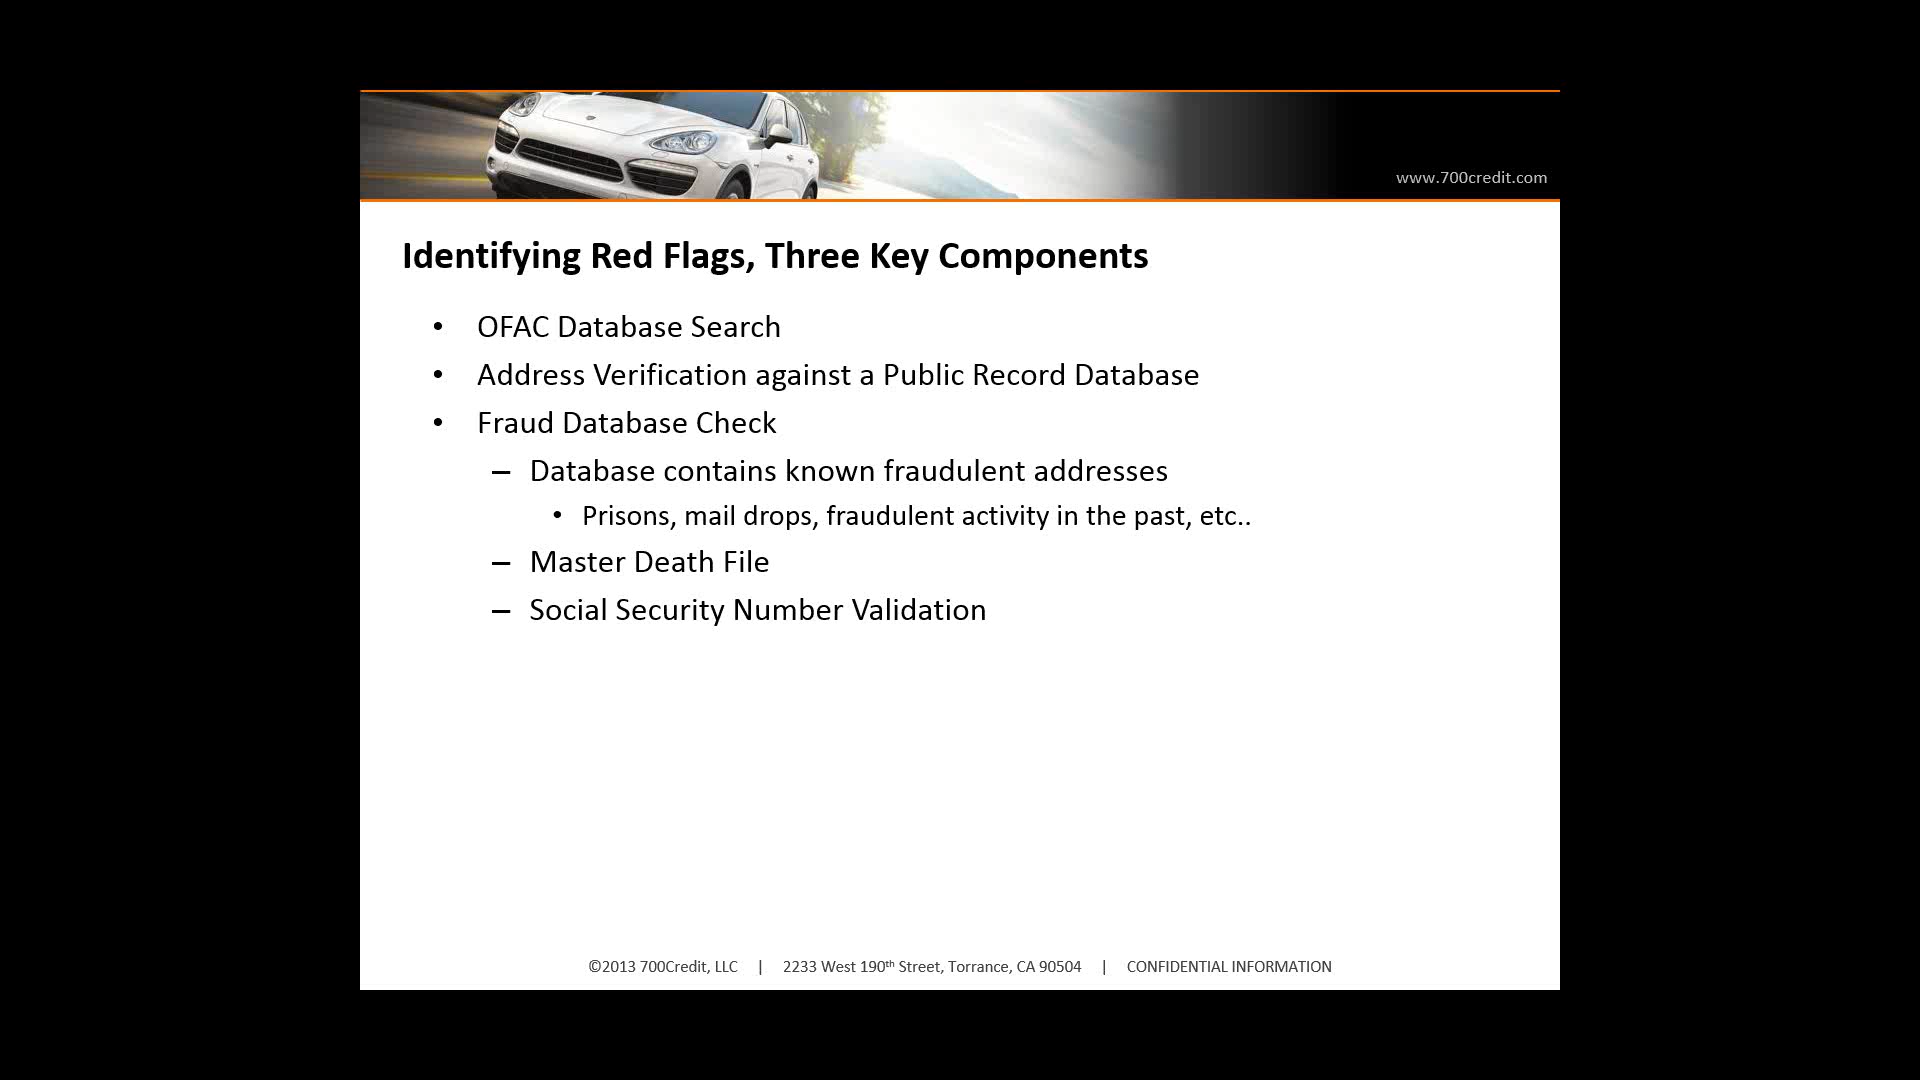 www.700credit.com
Identifying Red Flags, Three Key Components
• OFAC Database Search
• Address Verification against a Public Record Database
• Fraud Database Check
– Database contains known fraudulent addresses
• Prisons, mail drops, fraudulent activity in the past, etc..
– Master Death File
– Social Security Number Validation
©2013 700Credit, LLC | 2233 West 190th Street, Torrance, CA 90504 | CONFIDENTIAL INFORMATION